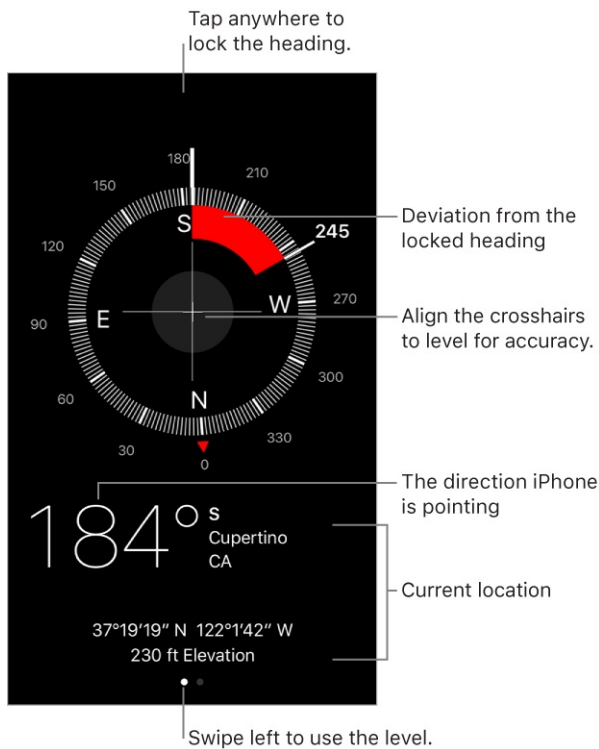 Tap anywhere to
lock the heading.
180
210
150
S
245
Deviation from the
locked heading
120
W
270
E
90
Align the crosshairs
to level for accuracy.
300
60
N
330
30
0
The direction iPhone
is pointing
184° S
Cupertino
CA
Current location
37°19'19" N 122°1'42" W
230 ft Elevation
Swipe left to use the level.